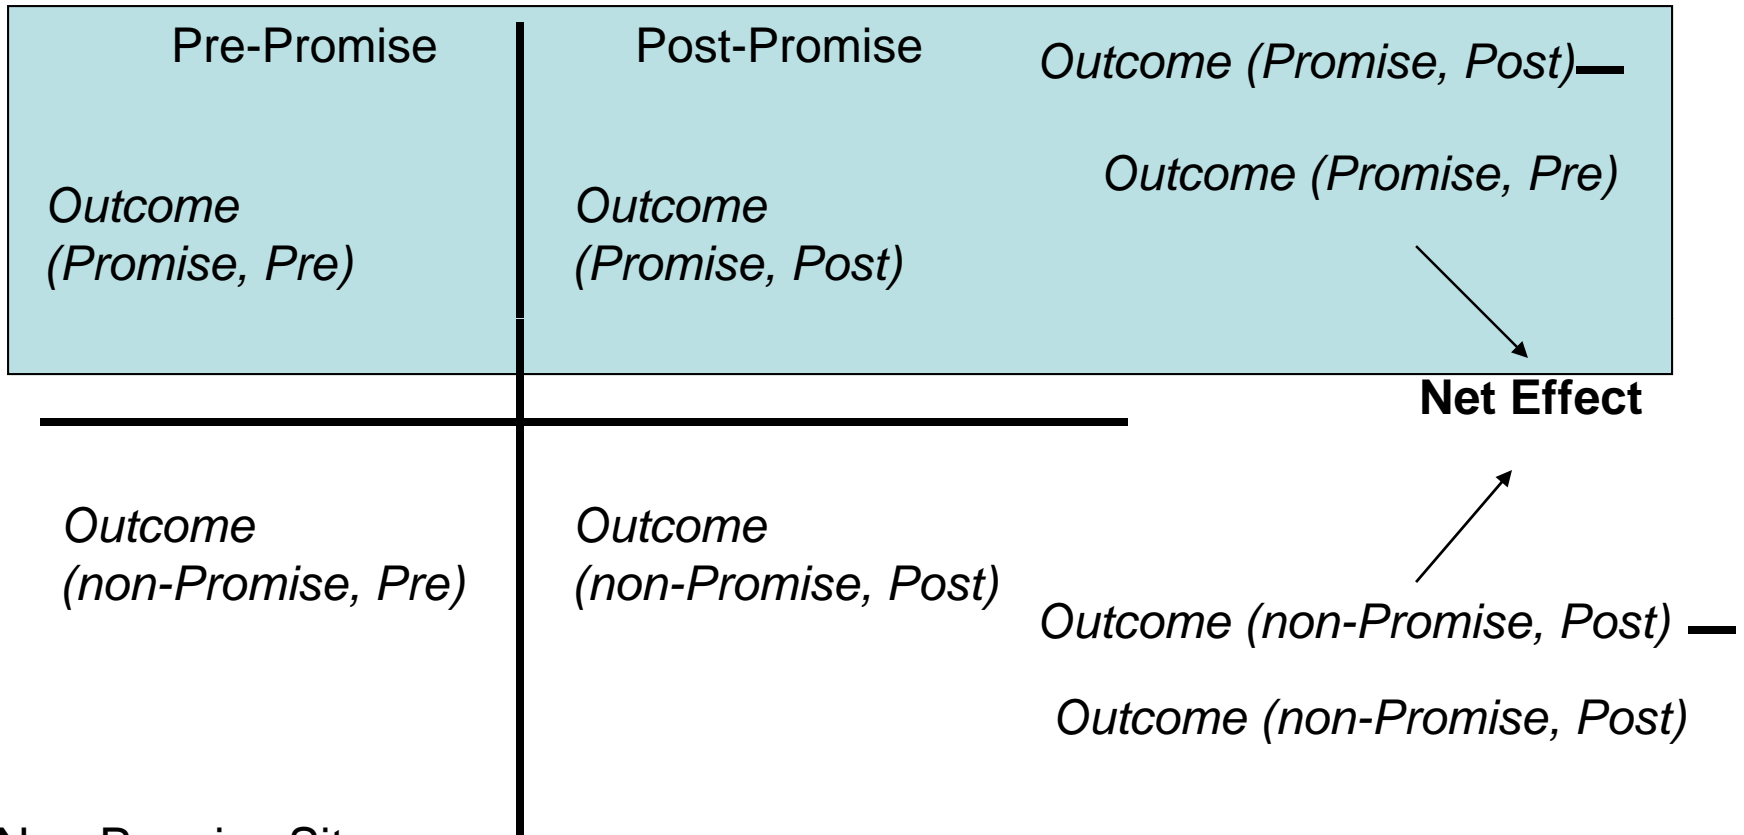 Pre-Promise
Post-Promise
Outcome (Promise, Post)—
Outcome (Promise, Pre)
Outcome
(Promise, Pre)
Outcome
(Promise, Post)
Net Effect
Outcome
(non-Promise, Pre)
Outcome
(non-Promise, Post)
Outcome (non-Promise, Post) —
Outcome (non-Promise, Post)